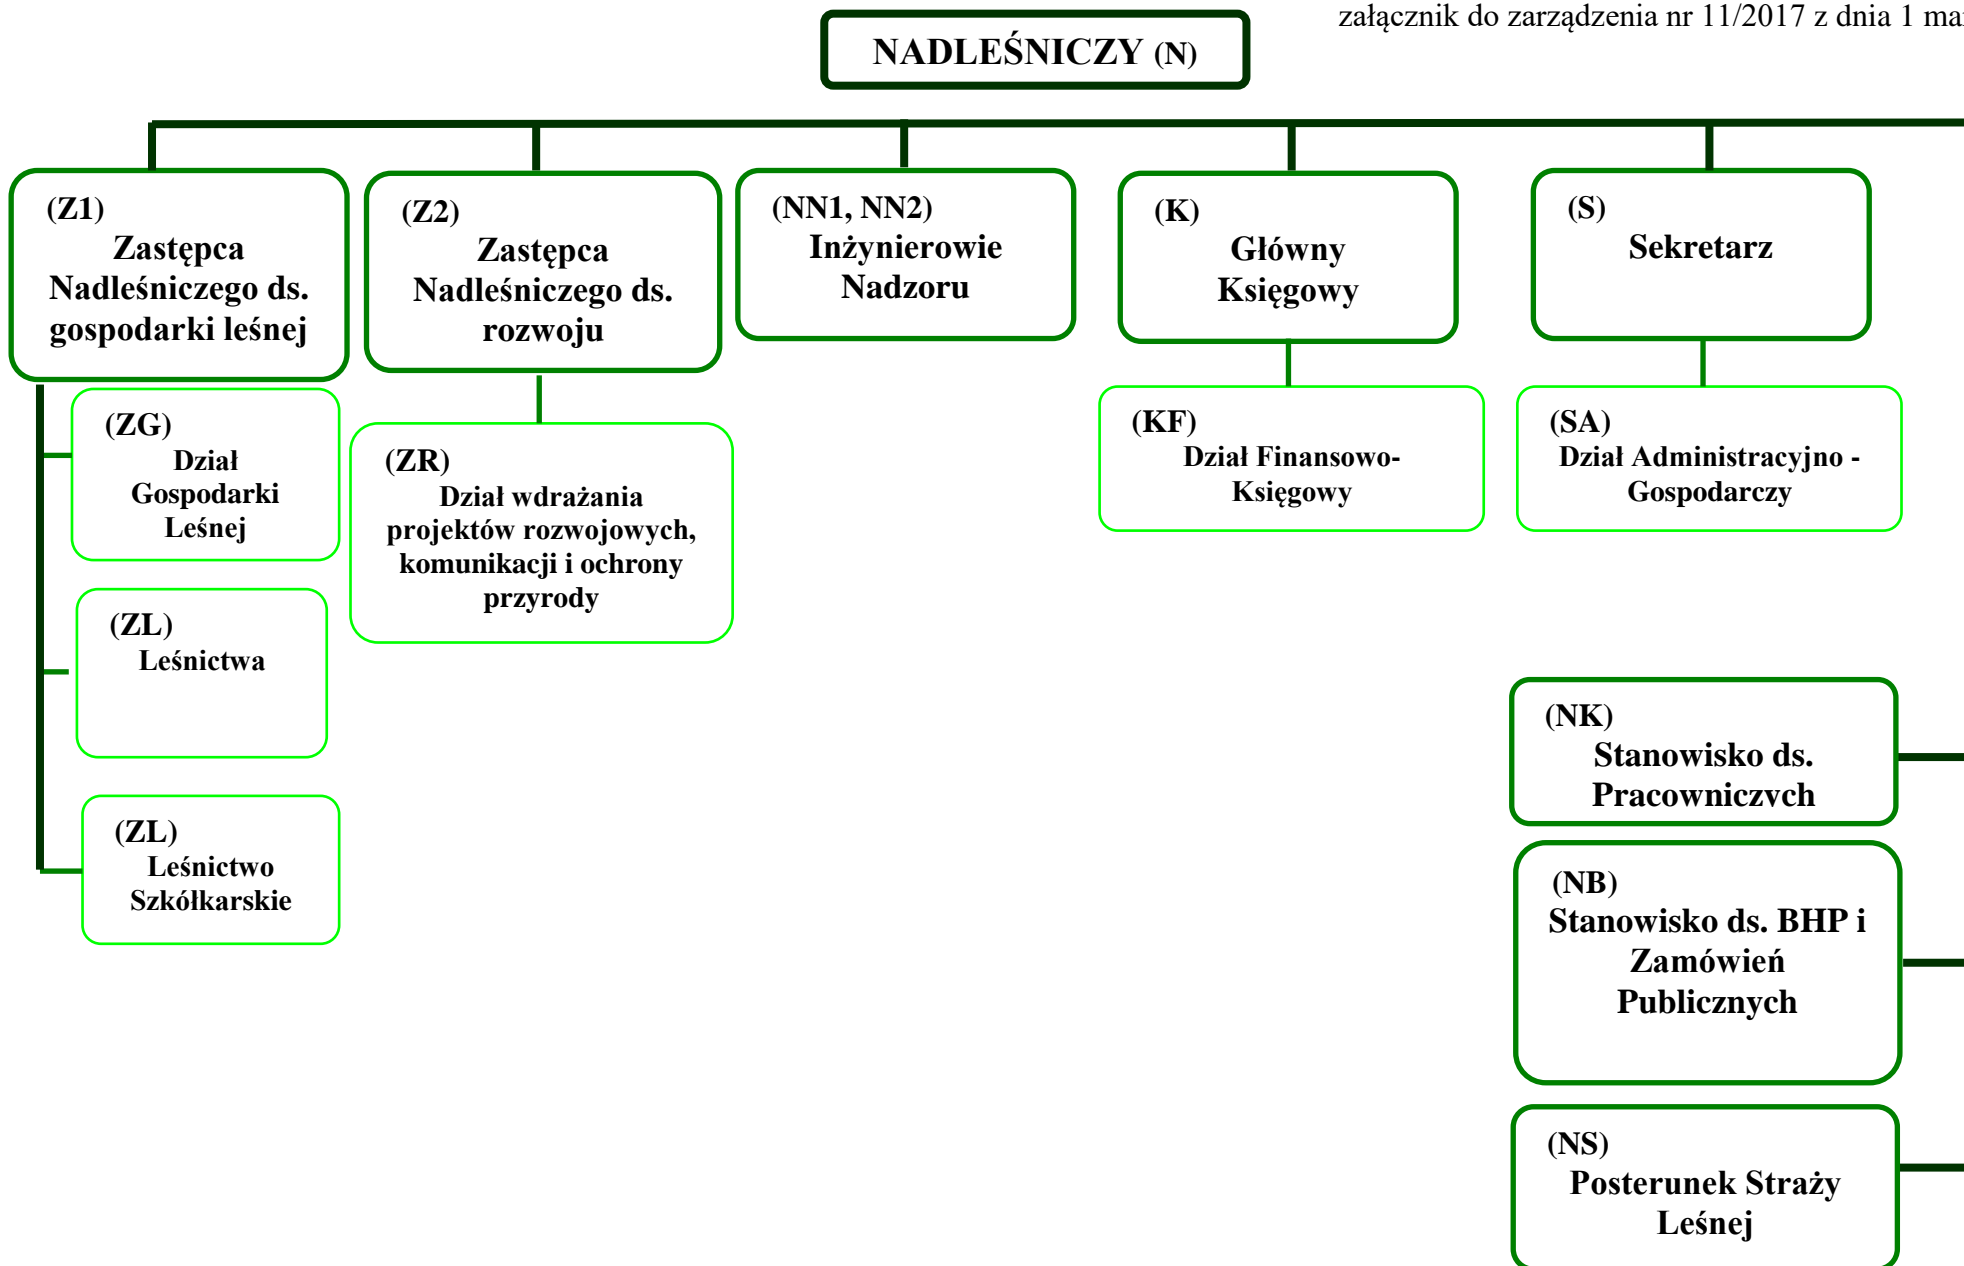 załącznik do zarządzenia nr 11/2017 z dnia 1
NADLEŚNICZY (N)
(Z1)
Zastępca
Nadleśniczego ds.
gospodarki leśnej
(Z2)
Zastępca
Nadleśniczego ds.
rozwoju
(NN1, NN2)
Inżynierowie
Nadzoru
(K)
Główny
Księgowy
(S)
Sekretarz
(ZG)
Dział
Gospodarki
Leśnej
(ZR)
Dział wdrażania
projektów rozwojowych,
komunikacji i ochrony
przyrody
(KF)
Dział Finansowo-
Księgowy
(SA)
Dział Administracyjno -
Gospodarczy
(ZL)
Leśnictwa
(ZL)
Leśnictwo
Szkółkarskie
(NK)
Stanowisko ds.
Pracowniczych
(NB)
Stanowisko ds. BHP i
Zamówień
Publicznych
(NS)
Posterunek Straży
Leśnej